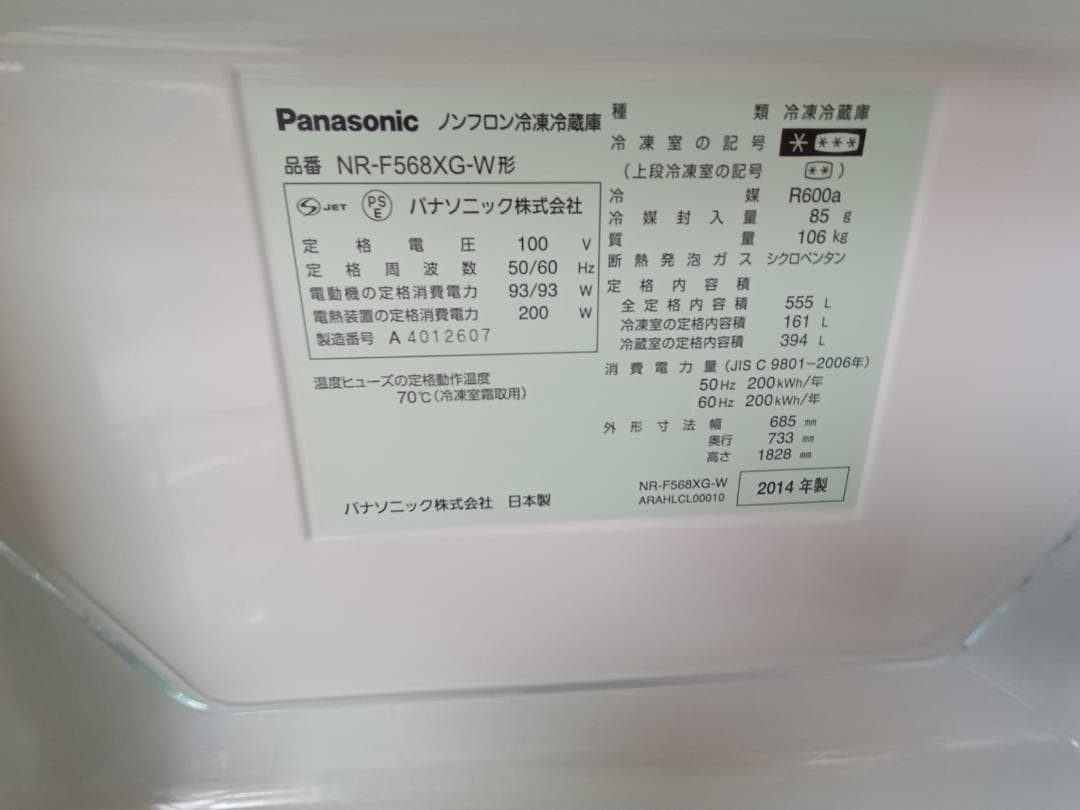 Panasonic ノンフロン冷凍冷蔵庫
品番 NR-F568XG-W形
JET PSE パナソニック株式会社
定格電圧 100 V
定格周波数 50/60 Hz
電動機の定格消費電力 93/93 W
電熱装置の定格消費電力 200 W
製造番号 A 4012607
温度ヒューズの定格動作温度
70℃(冷凍室霜取用)
パナソニック株式会社 日本製
種類 冷凍冷蔵庫
冷凍室の記号 * ***
(上段冷凍室の記号 ** )
冷媒 R600a
冷媒封入量 85 g
質量 106 kg
断熱発泡ガス シクロペンタン
定格内容積
全定格内容積 555 L
冷凍室の定格内容積 161 L
冷蔵室の定格内容積 394 L
消費電力量 (JIS C 9801-2006年)
50Hz 200kWh/年
60Hz 200kWh/年
外形寸法 幅 685 mm
奥行 733 mm
高さ 1828 mm
NR-F568XG-W
ARAHLCL00010
2014年製